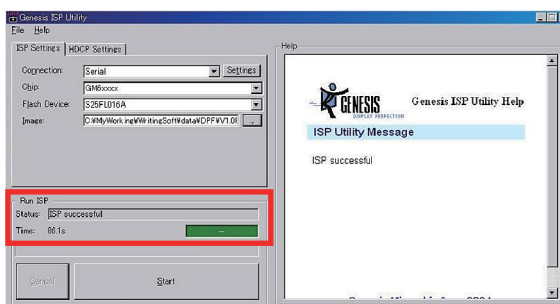 Genesis ISP Utility
File Help
ISP Settings HDCP Settings
Connection: Serial Settings
Chip: GM6xxxx
Flash Device: S25FL016A
Image: C:¥MyWorking¥WritingSoft¥data¥DPF¥V1.0
Run ISP
Status: ISP successful
Time: 86.1s
Cancel Start
Help
GENESIS
DISPLAY PERFECTION
Genesis ISP Utility Help
ISP Utility Message
ISP successful